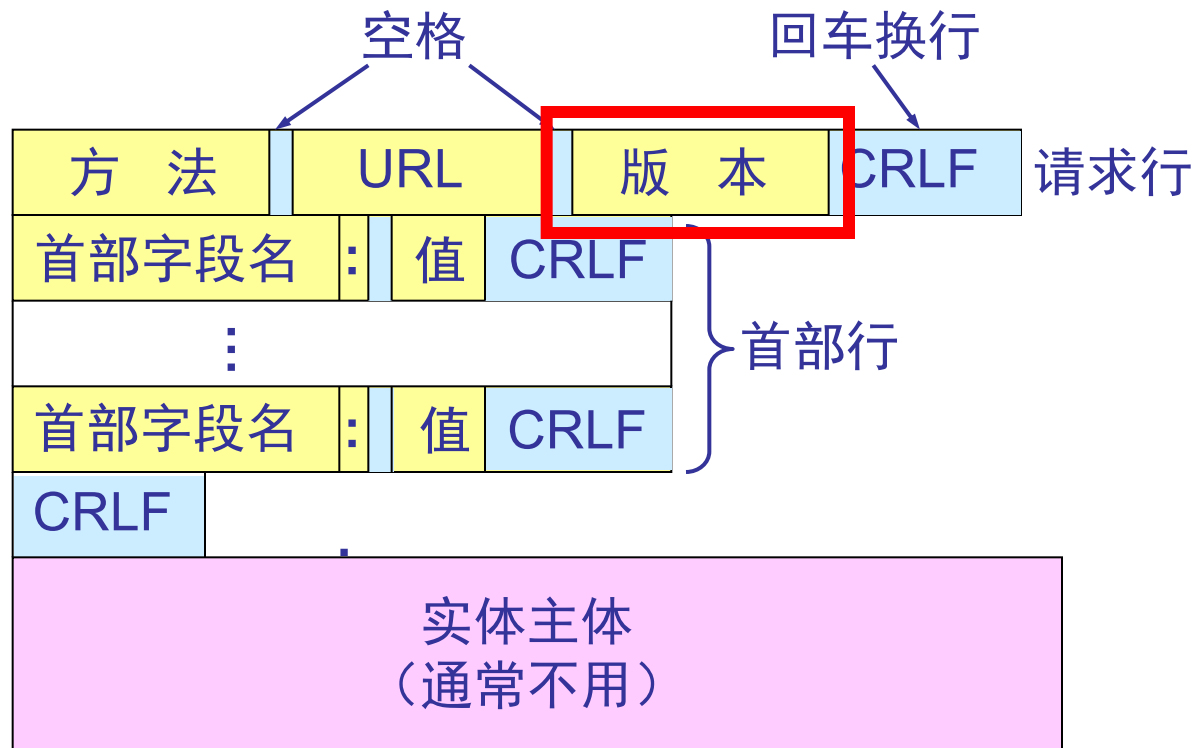 空格 回车换行
方 法 URL 版 本 CRLF 请求行
首部字段名 : 值 CRLF
⋮ 首部行
首部字段名 : 值 CRLF
CRLF
实体主体
（通常不用）